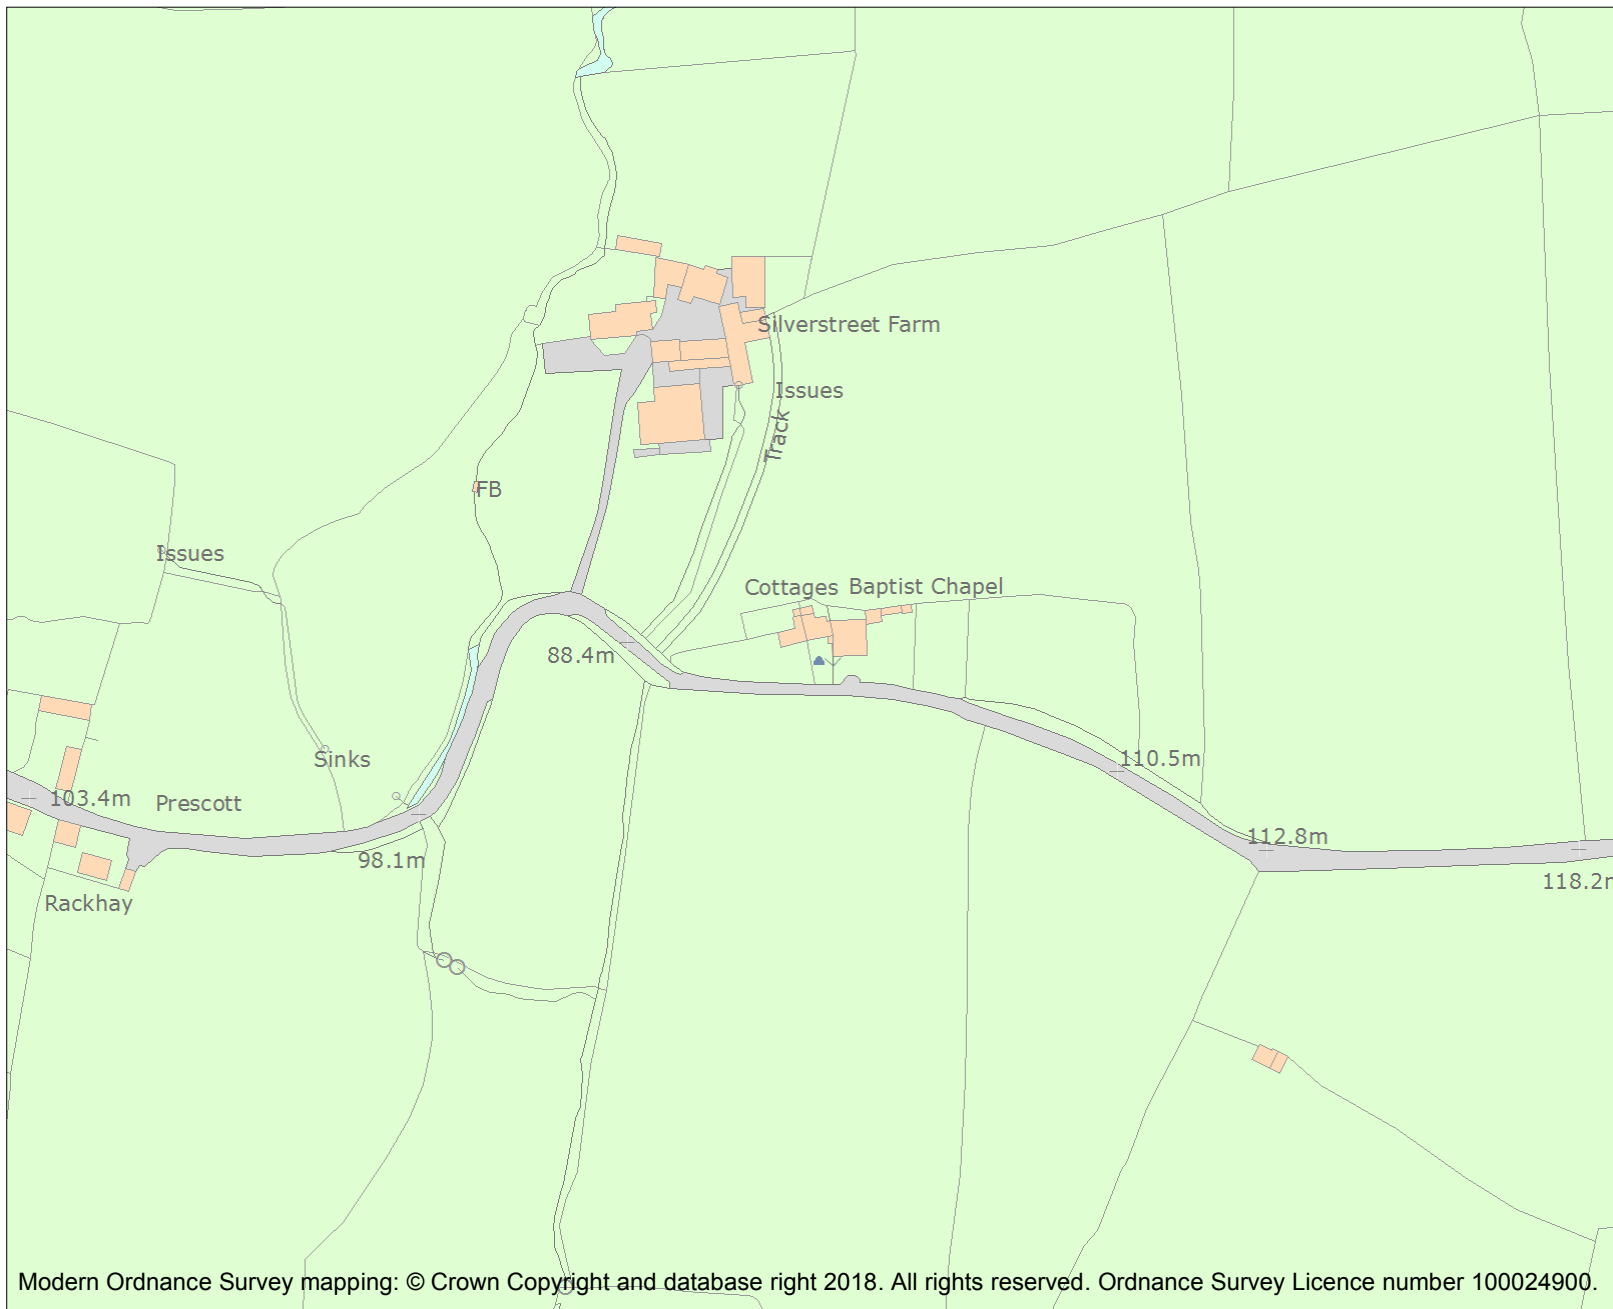 Silverstreet Farm
Issues
Track
FB
Issues
Cottages
Baptist Chapel
88.4m
110.5m
Sinks
103.4m
Prescott
112.8m
98.1m
118.2m
Rackhay
Modern Ordnance Survey mapping: © Crown Copyright and database right 2018. All rights reserved. Ordnance Survey Licence number 100024900.